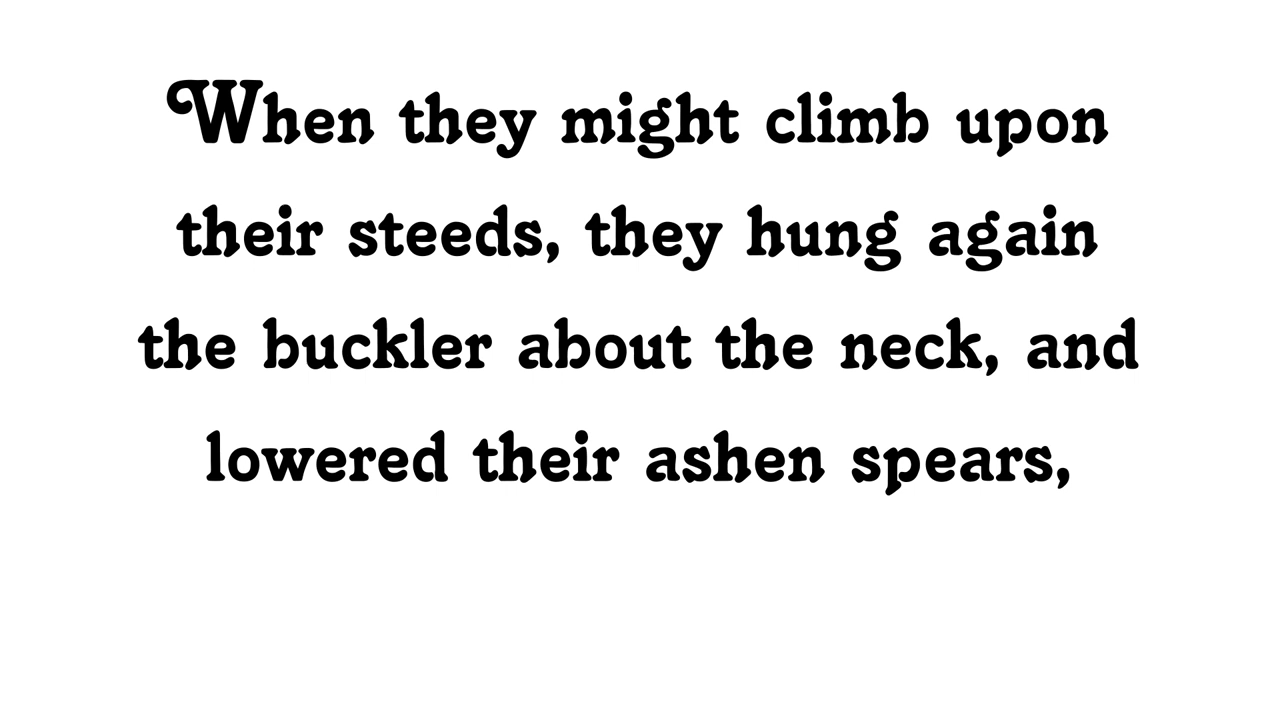 When they might climb upon
their steeds, they hung again
the buckler about the neck, and
lowered their ashen spears,